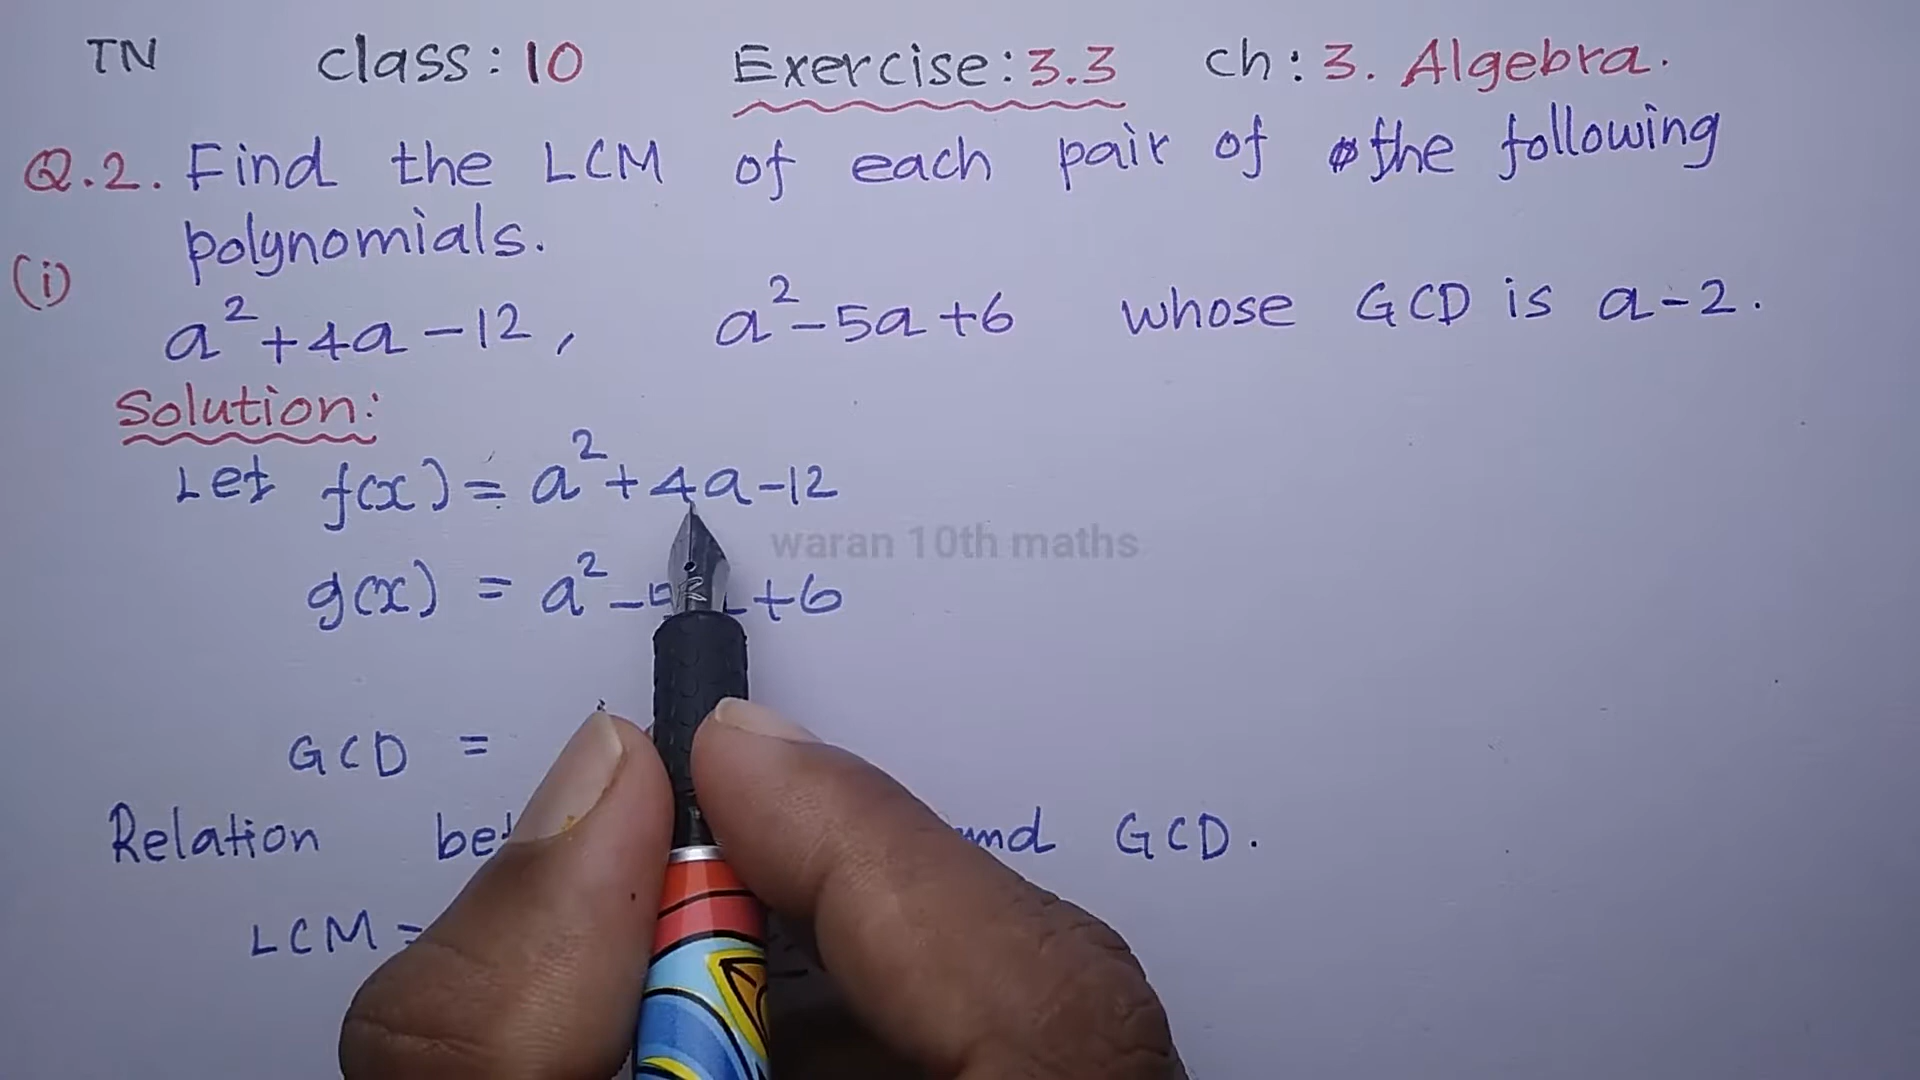 TN class: 10 Exercise: 3.3 ch: 3. Algebra.
Q.2. Find the LCM of each pair of the following
polynomials.
(i)
a²+4a-12, a²-5a+6 whose GCD is a-2.
Solution:
Let f(x) = a²+4a-12
waran 10th maths
g(x) = a² - +6
GCD =
Relation and GCD.
LCM =